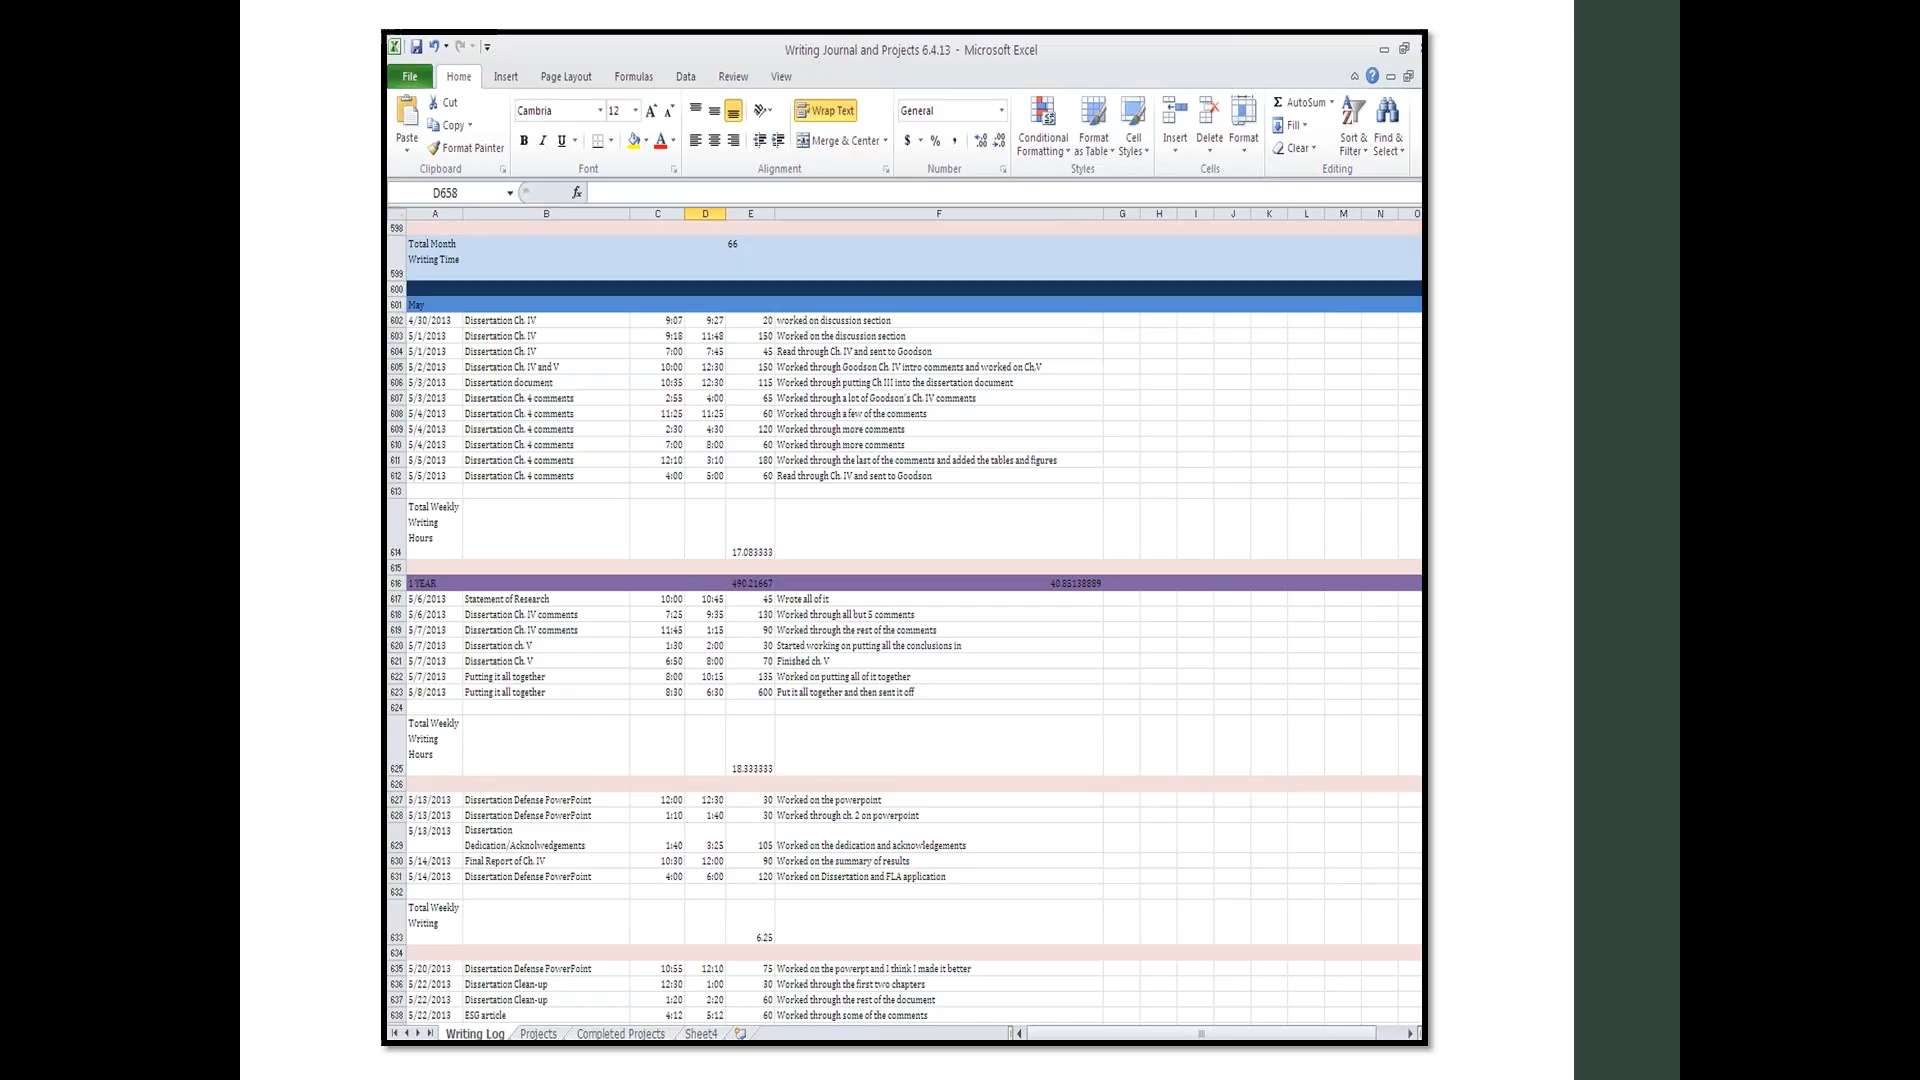 Writing Journal and Projects 6.4.13 - Microsoft Excel
File Home Insert Page Layout Formulas Data Review View
Cut Cambria 12 Wrap Text General AutoSum
Paste Copy Conditional Format Cell Insert Delete Format Fill Sort & Find &
Format Painter B I U Merge & Center $ % , Formatting as Table Styles Clear Filter Select
Clipboard Font Alignment Number Styles Cells Editing
D658 fx
A B C D E F G H I J K L M N O
598
599 Total Month 66
Writing Time
600
601 May
602 4/30/2013 Dissertation Ch. IV 9:07 9:27 20 worked on discussion section
603 5/1/2013 Dissertation Ch. IV 9:18 11:48 150 Worked on the discussion section
604 5/1/2013 Dissertation Ch. IV 7:00 7:45 45 Read through Ch. IV and sent to Goodson
605 5/2/2013 Dissertation Ch. IV and V 10:00 12:30 150 Worked through Goodson Ch. IV intro comments and worked on Ch.V
606 5/3/2013 Dissertation document 10:35 12:30 115 Worked through putting Ch III into the dissertation document
607 5/3/2013 Dissertation Ch. 4 comments 2:55 4:00 65 Worked through a lot of Goodson's Ch. IV comments
608 5/4/2013 Dissertation Ch. 4 comments 11:25 11:25 60 Worked through a few of the comments
609 5/4/2013 Dissertation Ch. 4 comments 2:30 4:30 120 Worked through more comments
610 5/4/2013 Dissertation Ch. 4 comments 7:00 8:00 60 Worked through more comments
611 5/5/2013 Dissertation Ch. 4 comments 12:10 3:10 180 Worked through the last of the comments and added the tables and figures
612 5/5/2013 Dissertation Ch. 4 comments 4:00 5:00 60 Read through Ch. IV and sent to Goodson
613
Total Weekly
Writing
Hours
614 17.083333
615
616 1 YEAR 490.21667 40.85138889
617 5/6/2013 Statement of Research 10:00 10:45 45 Wrote all of it
618 5/6/2013 Dissertation Ch. IV comments 7:25 9:35 130 Worked through all but 5 comments
619 5/7/2013 Dissertation Ch. IV comments 11:45 1:15 90 Worked through the rest of the comments
620 5/7/2013 Dissertation ch. V 1:30 2:00 30 Started working on putting all the conclusions in
621 5/7/2013 Dissertation Ch. V 6:50 8:00 70 Finished ch. V
622 5/7/2013 Putting it all together 8:00 10:15 135 Worked on putting all of it together
623 5/8/2013 Putting it all together 8:30 6:30 600 Put it all together and then sent it off
624
Total Weekly
Writing
Hours
625 18.333333
626
627 5/13/2013 Dissertation Defense PowerPoint 12:00 12:30 30 Worked on the powerpoint
628 5/13/2013 Dissertation Defense PowerPoint 1:10 1:40 30 Worked through ch. 2 on powerpoint
5/13/2013 Dissertation
629 Dedication/Acknolwedgements 1:40 3:25 105 Worked on the dedication and acknowledgements
630 5/14/2013 Final Report of Ch. IV 10:30 12:00 90 Worked on the summary of results
631 5/14/2013 Dissertation Defense PowerPoint 4:00 6:00 120 Worked on Dissertation and FLA application
632
Total Weekly
Writing
633 6.25
634
635 5/20/2013 Dissertation Defense PowerPoint 10:55 12:10 75 Worked on the powerpt and I think I made it better
636 5/22/2013 Dissertation Clean-up 12:30 1:00 30 Worked through the first two chapters
637 5/22/2013 Dissertation Clean-up 1:20 2:20 60 Worked through the rest of the document
638 5/22/2013 ESG article 4:12 5:12 60 Worked through some of the comments
Writing Log Projects Completed Projects Sheet4